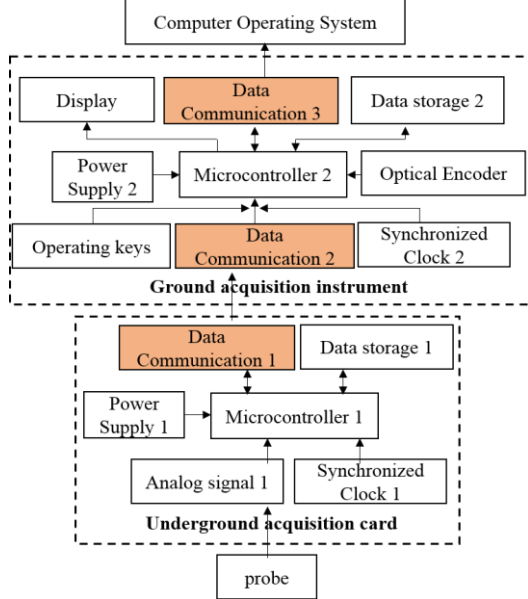 Computer Operating System
Display
Data
Communication 3
Data storage 2
Power
Supply 2
Microcontroller 2
Optical Encoder
Operating keys
Data
Communication 2
Synchronized
Clock 2
Ground acquisition instrument
Data
Communication 1
Data storage 1
Power
Supply 1
Microcontroller 1
Analog signal 1
Synchronized
Clock 1
Underground acquisition card
probe